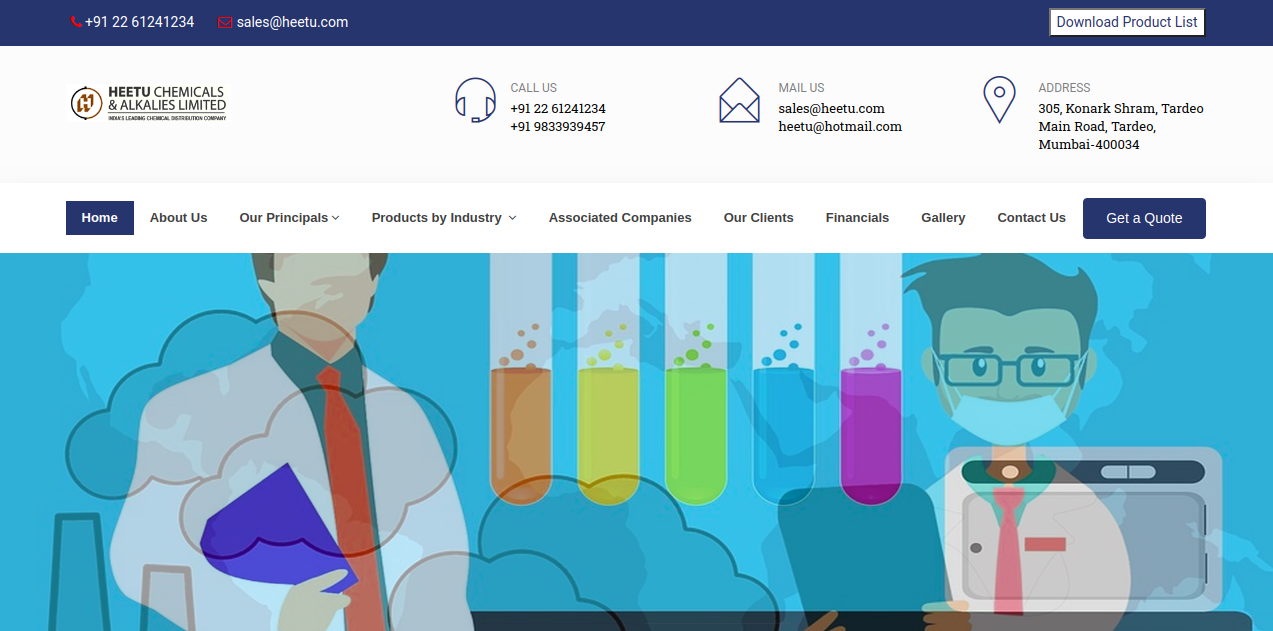 +91 22 61241234
sales@heetu.com
Download Product List
HEETU CHEMICALS
& ALKALIES LIMITED
INDIA'S LEADING CHEMICAL DISTRIBUTION COMPANY
CALL US
+91 22 61241234
+91 9833939457
MAIL US
sales@heetu.com
heetu@hotmail.com
ADDRESS
305, Konark Shram, Tardeo
Main Road, Tardeo,
Mumbai-400034
Home
About Us
Our Principals
Products by Industry
Associated Companies
Our Clients
Financials
Gallery
Contact Us
Get a Quote